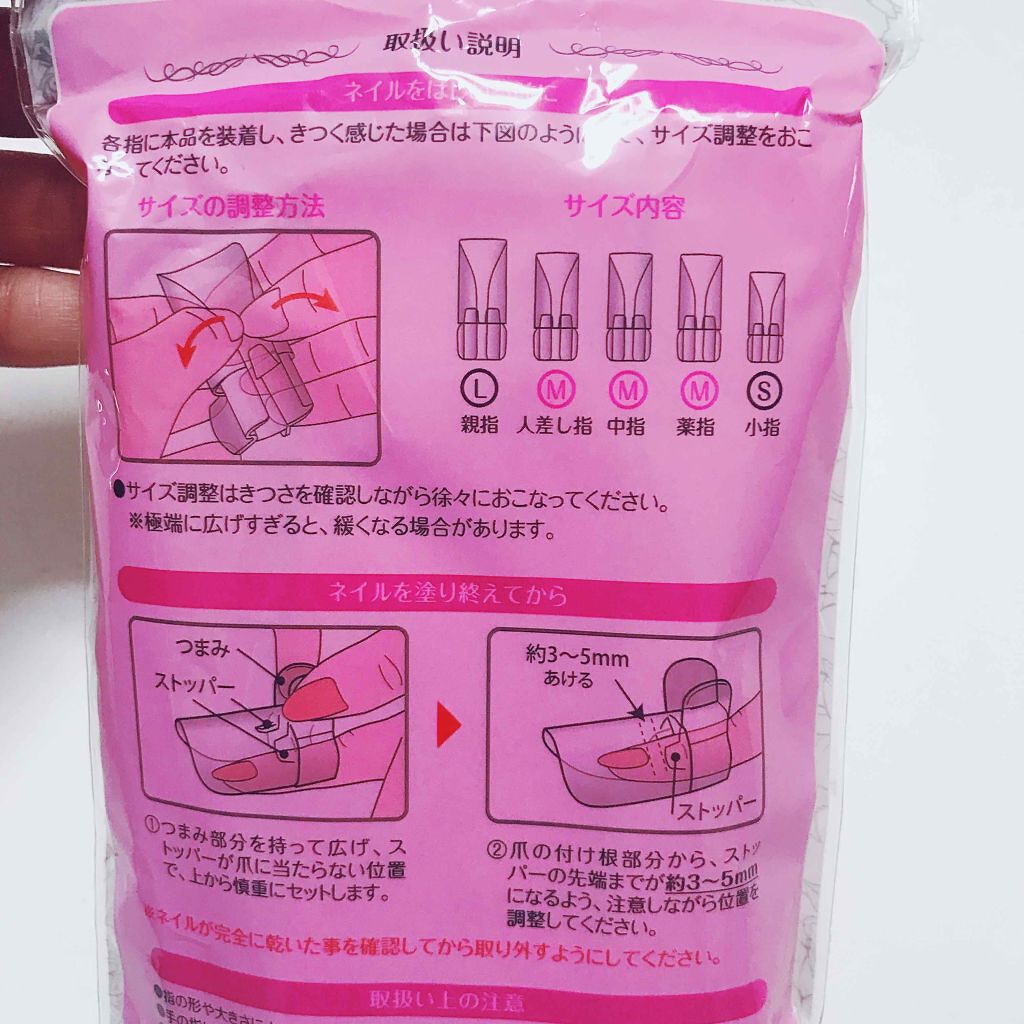 取扱い説明
ネイルをは
各指に本品を装着し、きつく感じた場合は下図のよう 、サイズ調整をおこ
てください。
サイズの調整方法
サイズ内容
L M M M S
親指 人差し指 中指 薬指 小指
●サイズ調整はきつさを確認しながら徐々におこなってください。
※極端に広げすぎると、緩くなる場合があります。
ネイルを塗り終えてから
つまみ
ストッパー
約3～5mm
あける
ストッパー
①つまみ部分を持って広げ、ス
トッパーが爪に当たらない位置
で、上から慎重にセットします。
②爪の付け根部分から、ストッ
パーの先端までが約3～5mm
になるよう、注意しながら位置を
調整してください。
※ネイルが完全に乾いた事を確認してから取り外すようにしてください。
取扱い上の注意
●指の形や大きさに
●手の指